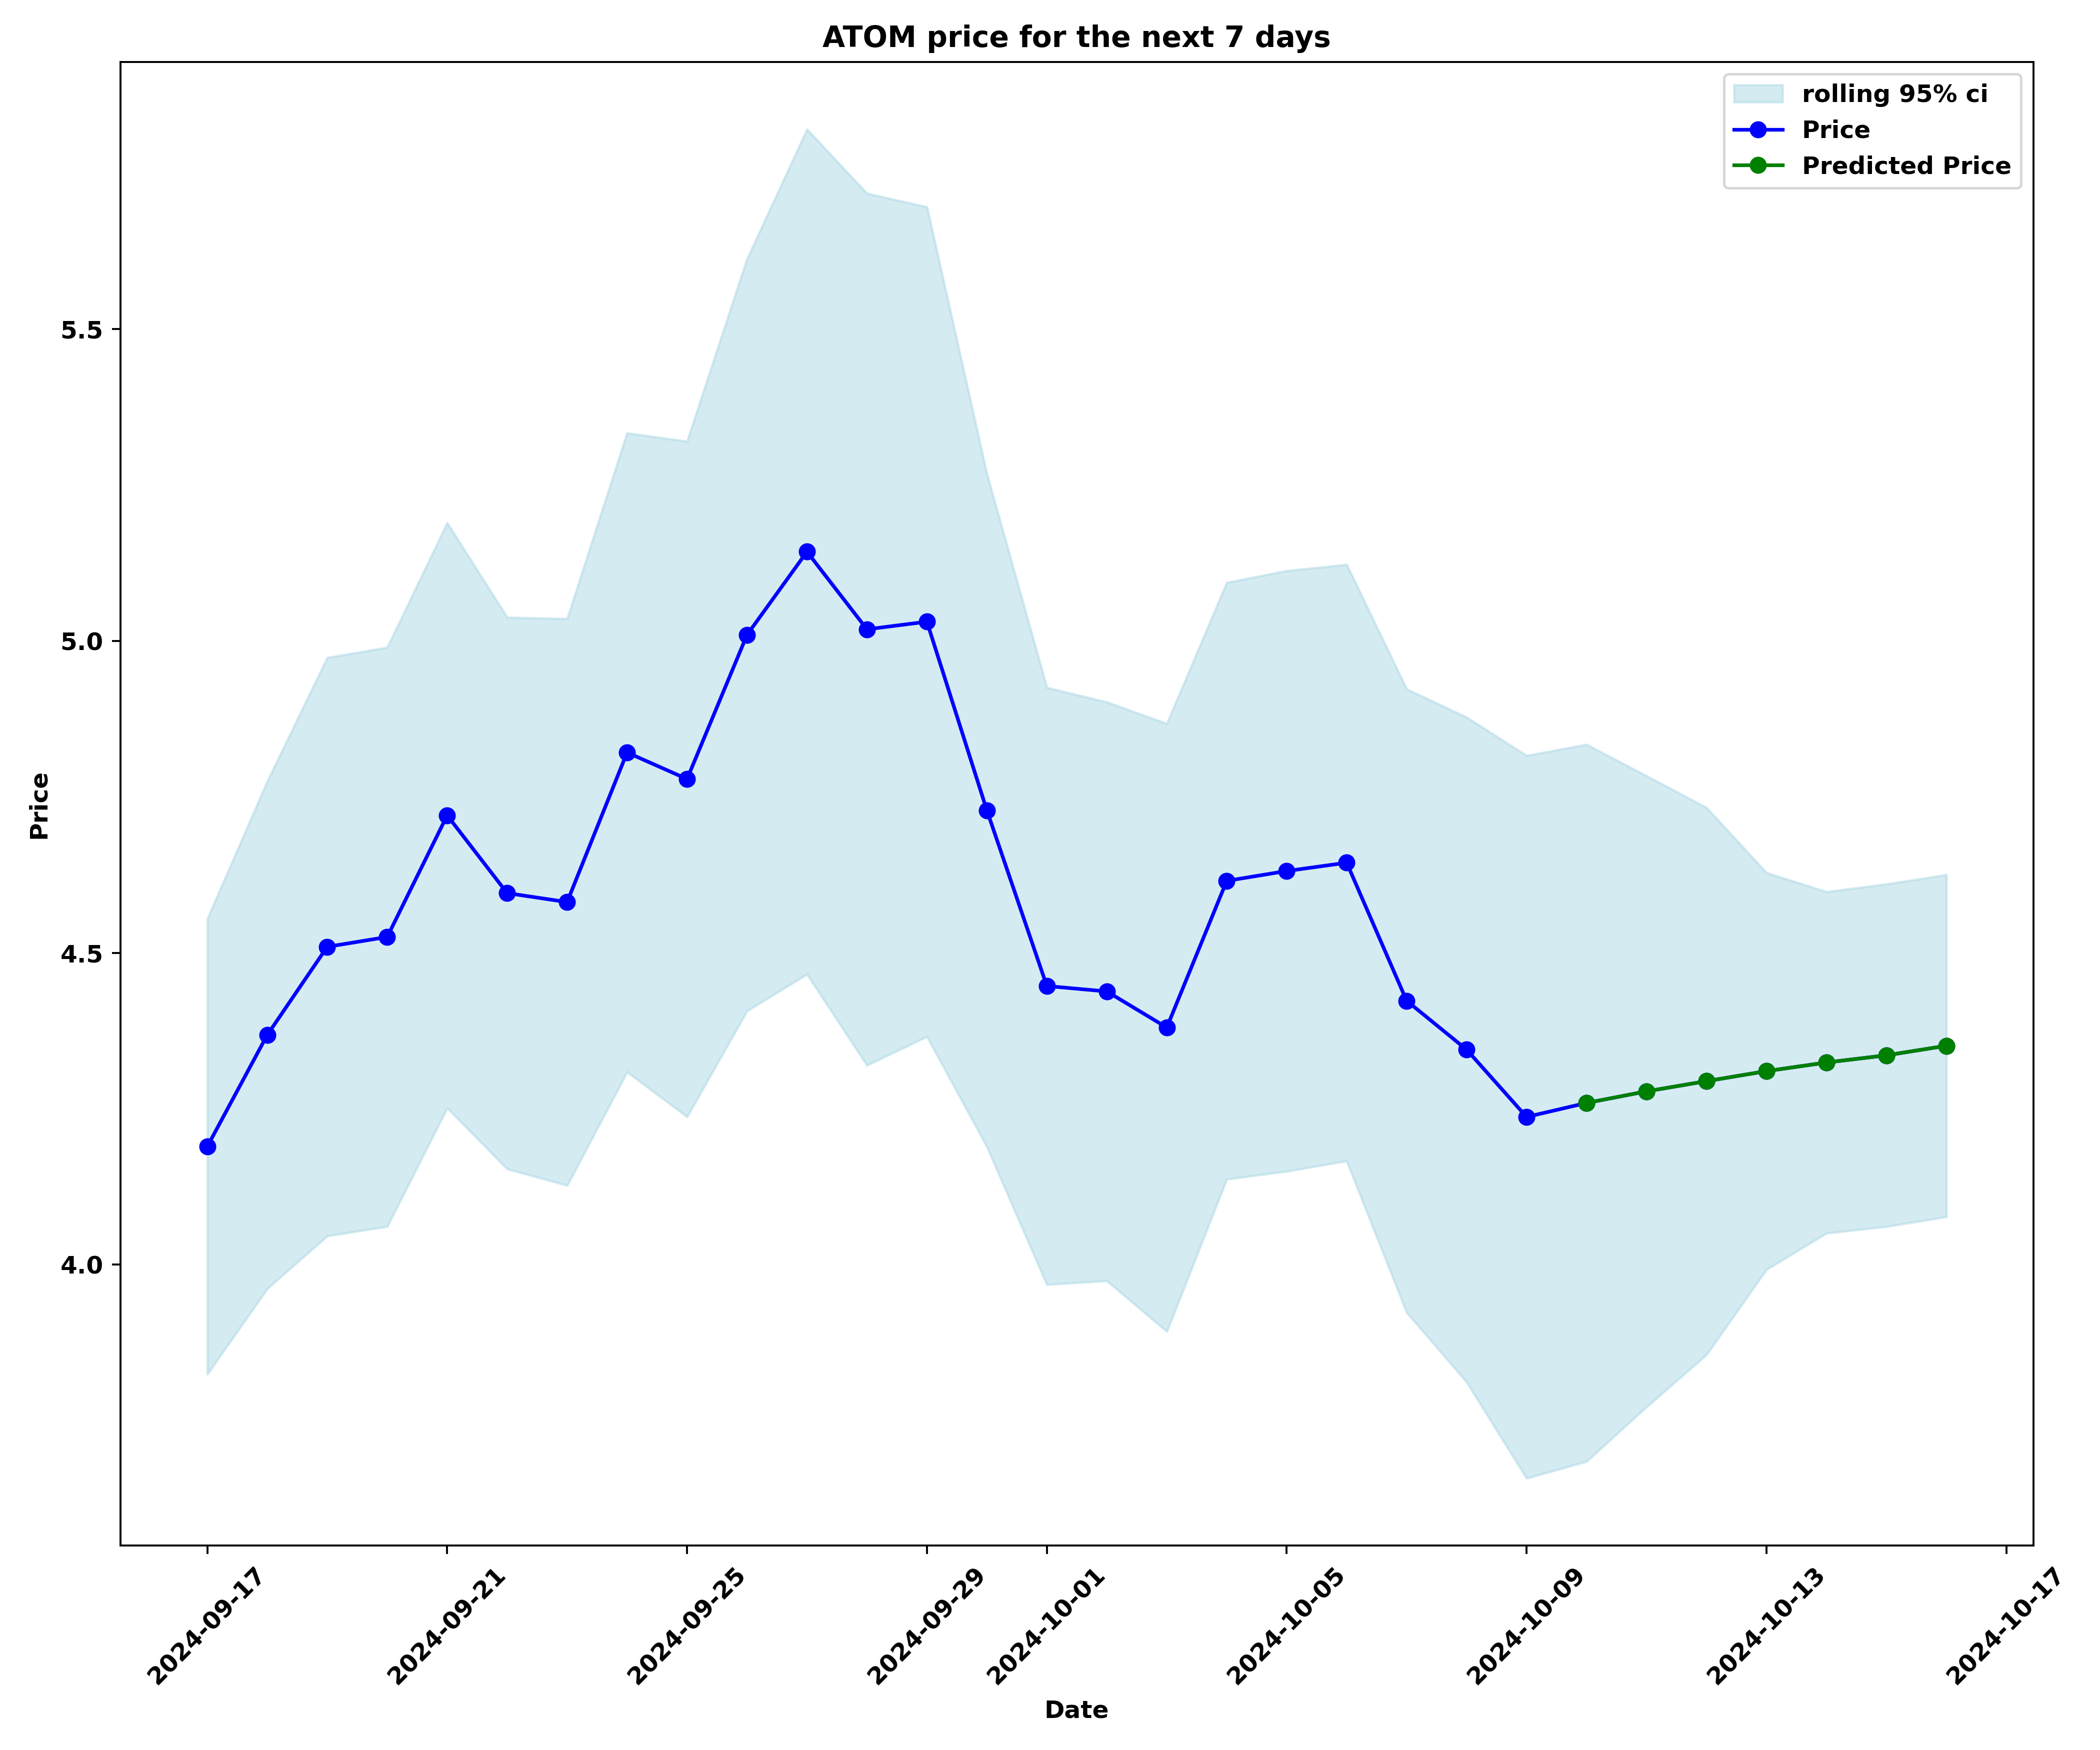 ATOM price for the next 7 days
rolling 95% ci
Price
Predicted Price
5.5
5.0
4.5
4.0
Price
2024-09-17
2024-09-21
2024-09-25
2024-09-29
2024-10-01
2024-10-05
2024-10-09
2024-10-13
2024-10-17
Date